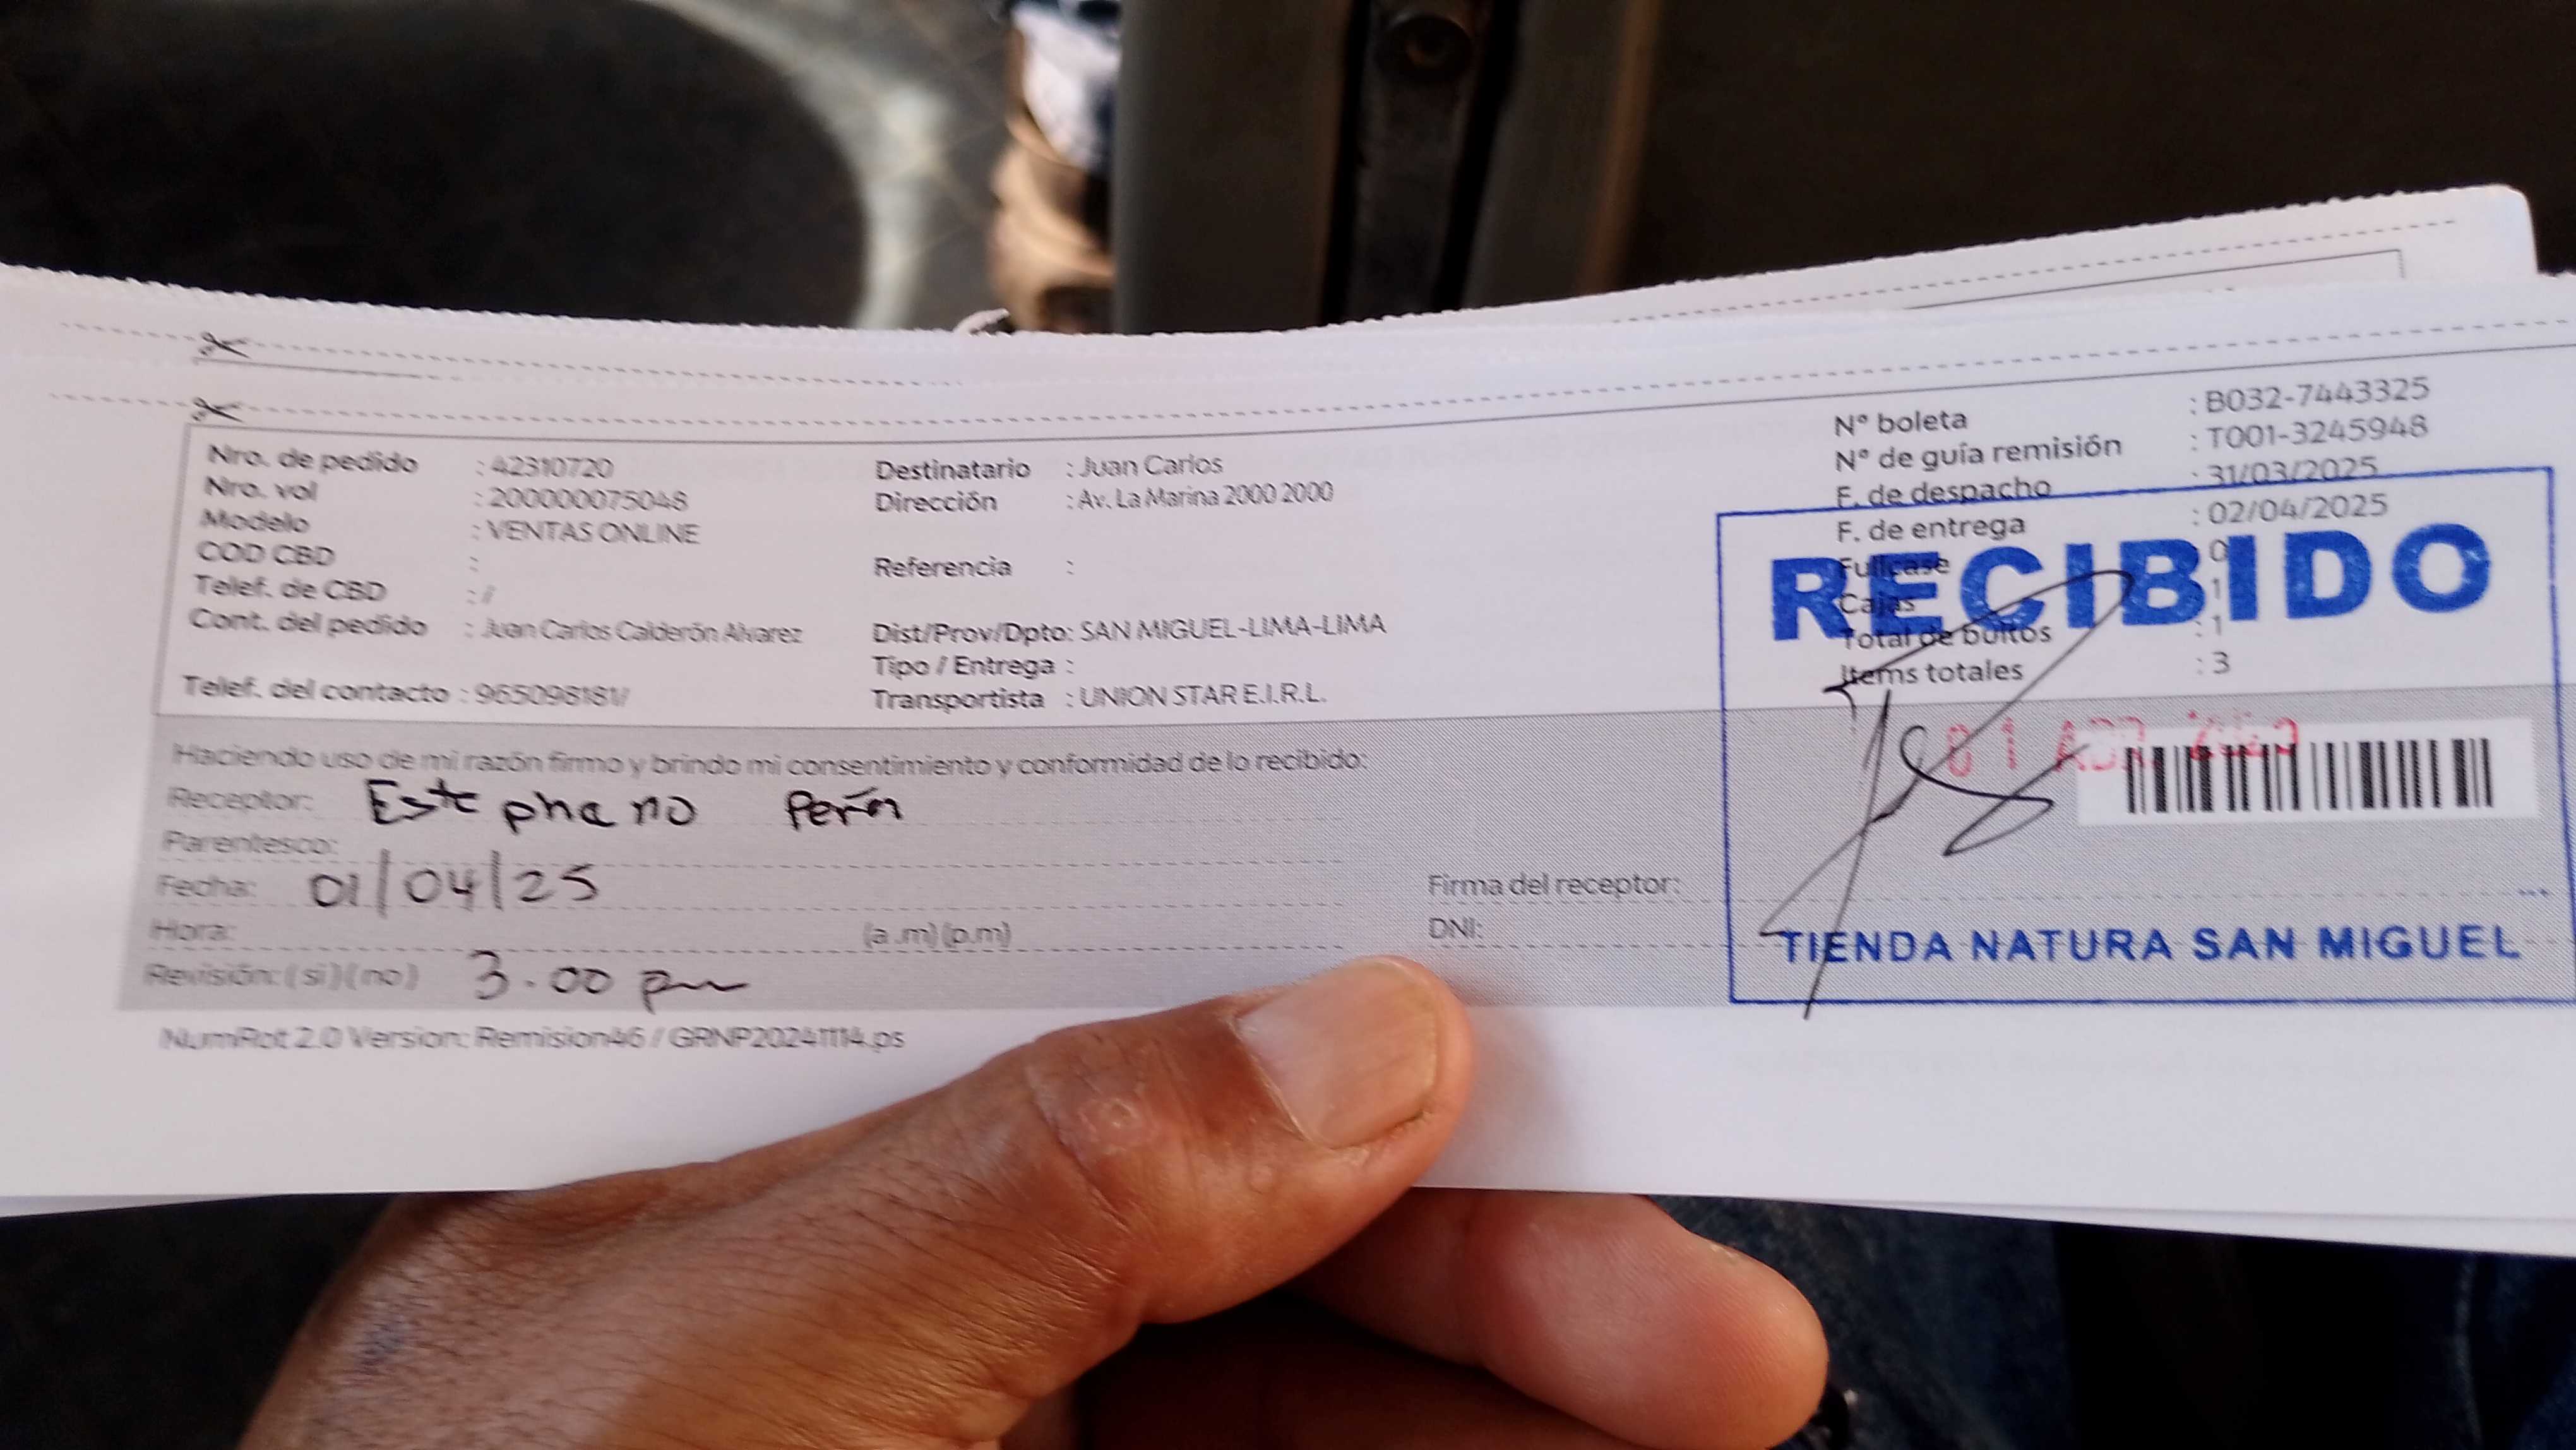 Nro. de pedido : 42310720
Nro. vol : 200000075048
Modelo : VENTAS ONLINE
COD CBD :
Telef. de CBD : /
Cont. del pedido : Juan Carlos Calderón Alvarez
Telef. del contacto : 965098181/
Destinatario : Juan Carlos
Dirección : Av. La Marina 2000 2000
Referencia :
Dist/Prov/Dpto: SAN MIGUEL-LIMA-LIMA
Tipo / Entrega :
Transportista : UNION STAR E.I.R.L.
N° boleta : B032-7443325
N° de guía remisión : T001-3245948
F. de despacho : 31/03/2025
F. de entrega : 02/04/2025
Fullcase 0
Cajas 1
Total de bultos : 1
Items totales : 3
RECIBIDO
01 ABR.
TIENDA NATURA SAN MIGUEL
Haciendo uso de mi razón firmo y brindo mi consentimiento y conformidad de lo recibido:
Receptor: Estephano
Parentesco:
Fecha: 01/04/25
Hora: (a.m) (p.m)
Revisión: (si) (no) 3.00 pm
Firma del receptor:
DNI:
NumRot 2.0 Version: Remision46 / GRNP20241114.ps